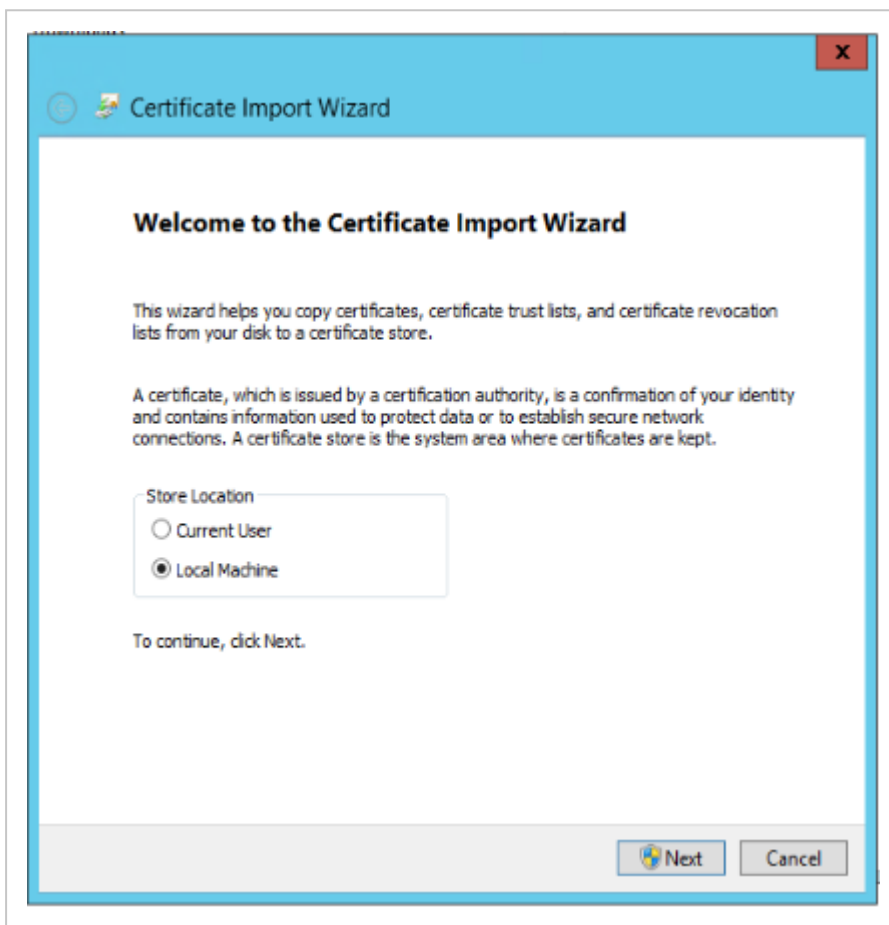 X
Certificate Import Wizard
Welcome to the Certificate Import Wizard
This wizard helps you copy certificates, certificate trust lists, and certificate revocation
lists from your disk to a certificate store.
A certificate, which is issued by a certification authority, is a confirmation of your identity
and contains information used to protect data or to establish secure network
connections. A certificate store is the system area where certificates are kept.
Store Location
Current User
Local Machine
To continue, click Next.
Next Cancel